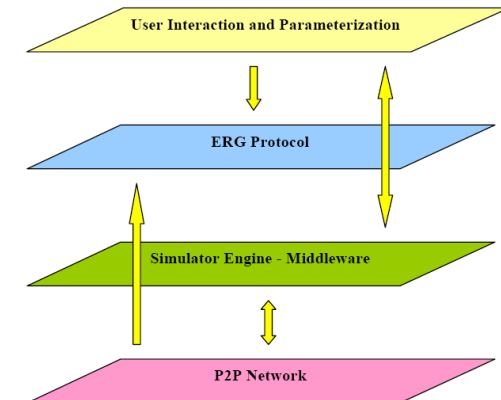 User Interaction and Parameterization
ERG Protocol
Simulator Engine - Middleware
P2P Network